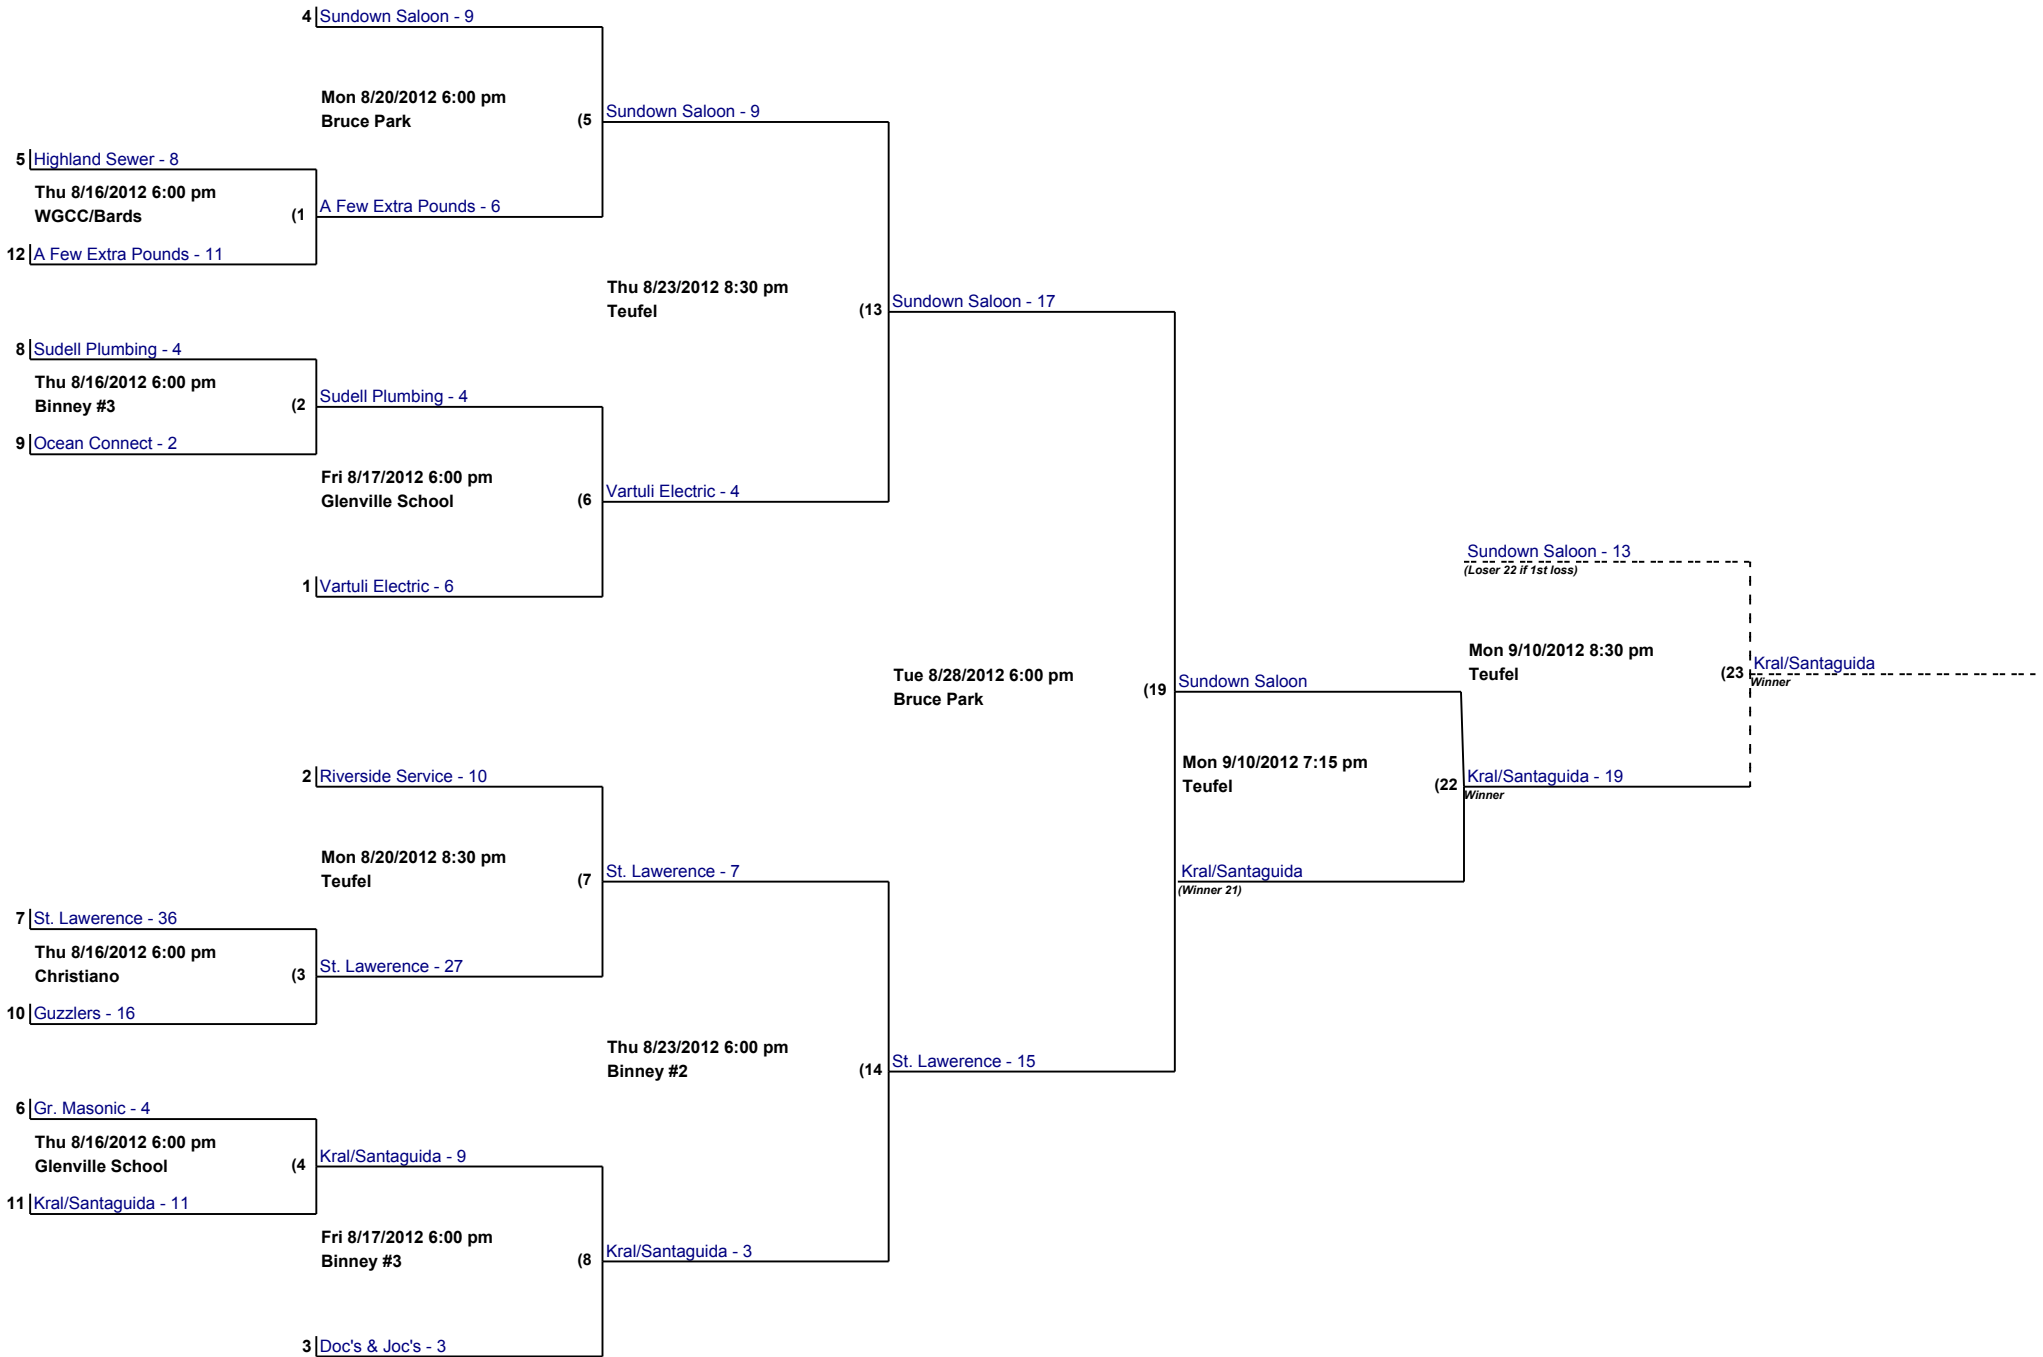 4 Sundown Saloon - 9
Mon 8/20/2012 6:00 pm
Bruce Park
(5
Sundown Saloon - 9
5 Highland Sewer - 8
Thu 8/16/2012 6:00 pm
WGCC/Bards
(1
A Few Extra Pounds - 6
12 A Few Extra Pounds - 11
Thu 8/23/2012 8:30 pm
Teufel
(13
Sundown Saloon - 17
8 Sudell Plumbing - 4
Thu 8/16/2012 6:00 pm
Binney #3
(2
Sudell Plumbing - 4
9 Ocean Connect - 2
Fri 8/17/2012 6:00 pm
Glenville School
(6
Vartuli Electric - 4
1 Vartuli Electric - 6
Sundown Saloon - 13
(Loser 22 if 1st loss)
Mon 9/10/2012 8:30 pm
Teufel
(23
Kral/Santaguida
Winner
Tue 8/28/2012 6:00 pm
Bruce Park
(19
Sundown Saloon
Mon 9/10/2012 7:15 pm
Teufel
(22
Kral/Santaguida - 19
Winner
2 Riverside Service - 10
Mon 8/20/2012 8:30 pm
Teufel
(7
St. Lawerence - 7
Kral/Santaguida
(Winner 21)
7 St. Lawerence - 36
Thu 8/16/2012 6:00 pm
Christiano
(3
St. Lawerence - 27
10 Guzzlers - 16
Thu 8/23/2012 6:00 pm
Binney #2
(14
St. Lawerence - 15
6 Gr. Masonic - 4
Thu 8/16/2012 6:00 pm
Glenville School
(4
Kral/Santaguida - 9
11 Kral/Santaguida - 11
Fri 8/17/2012 6:00 pm
Binney #3
(8
Kral/Santaguida - 3
3 Doc's & Joc's - 3